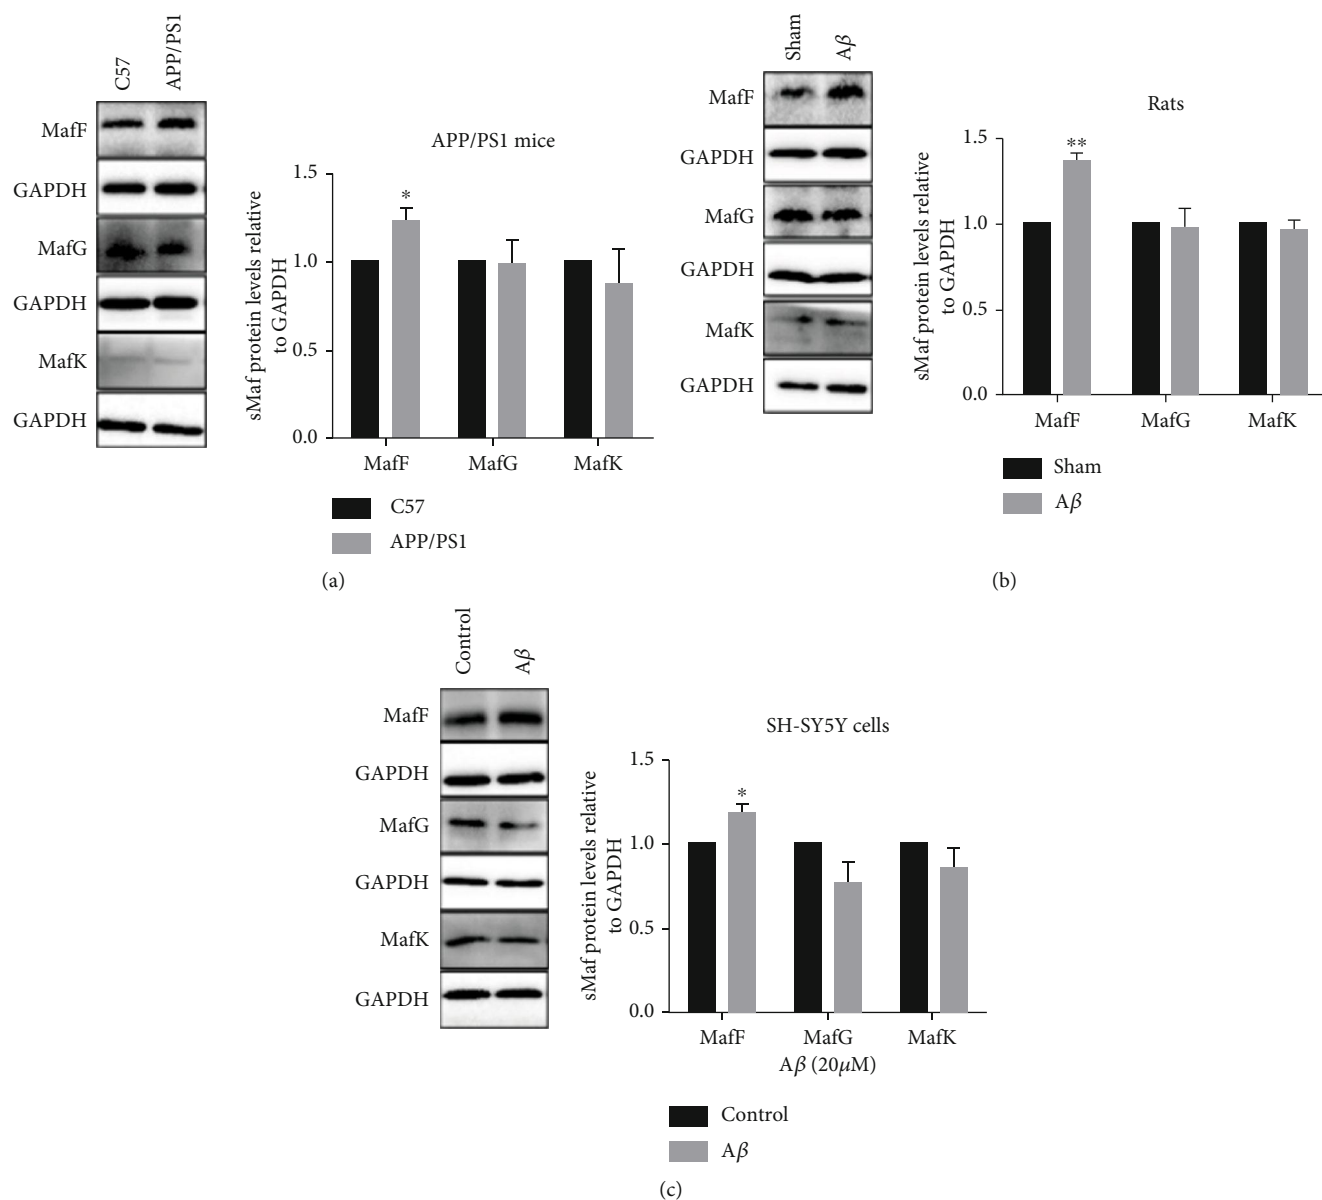 C57
APP/PS1
MafF
GAPDH
MafG
GAPDH
MafK
GAPDH
APP/PS1 mice
sMaf protein levels relative
to GAPDH
1.5
1.0
0.5
0.0
*
MafF
MafG
MafK
C57
APP/PS1
(a)
Sham
Aβ
MafF
GAPDH
MafG
GAPDH
MafK
GAPDH
Rats
sMaf protein levels relative
to GAPDH
1.5
1.0
0.5
0.0
**
MafF
MafG
MafK
Sham
Aβ
(b)
Control
Aβ
MafF
GAPDH
MafG
GAPDH
MafK
GAPDH
SH-SY5Y cells
sMaf protein levels relative
to GAPDH
1.5
1.0
0.5
0.0
*
MafF
MafG
MafK
Aβ (20μM)
Control
Aβ
(c)